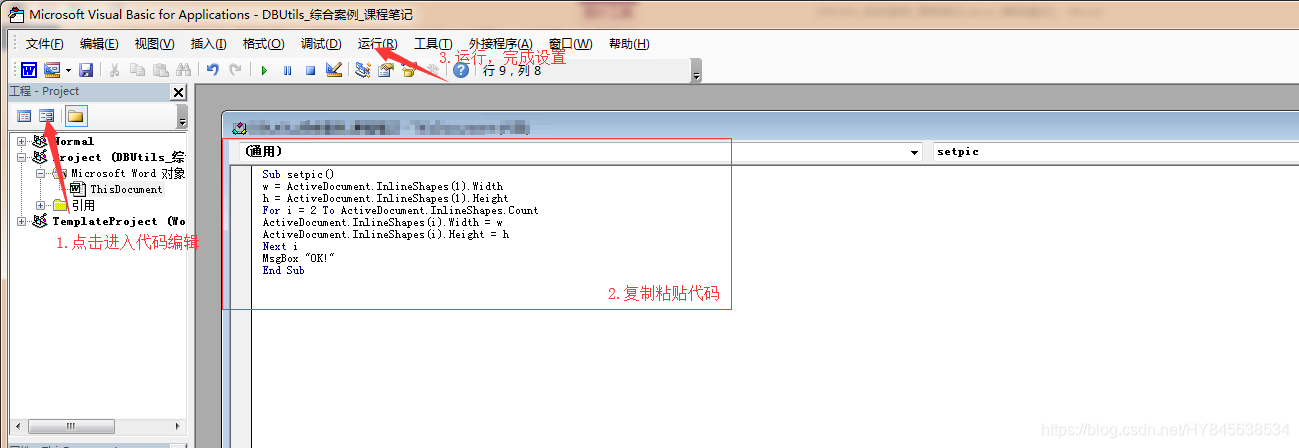 Microsoft Visual Basic for Applications - DBUtils_综合案例_课程笔记
文件(F) 编辑(E) 视图(V) 插入(I) 格式(O) 调试(D) 运行(R) 工具(T) 外接程序(A) 窗口(W) 帮助(H)
3.运行，完成设置
行 9，列 8
工程 - Project
Normal
Project (DBUtils_综
Microsoft Word 对象
ThisDocument
引用
TemplateProject (Wo
1.点击进入代码编辑
(通用)
setpic
Sub setpic()
w = ActiveDocument.InlineShapes(1).Width
h = ActiveDocument.InlineShapes(1).Height
For i = 2 To ActiveDocument.InlineShapes.Count
ActiveDocument.InlineShapes(i).Width = w
ActiveDocument.InlineShapes(i).Height = h
Next i
MsgBox "OK!"
End Sub
2.复制粘贴代码
https://blog.csdn.net/HY845638534